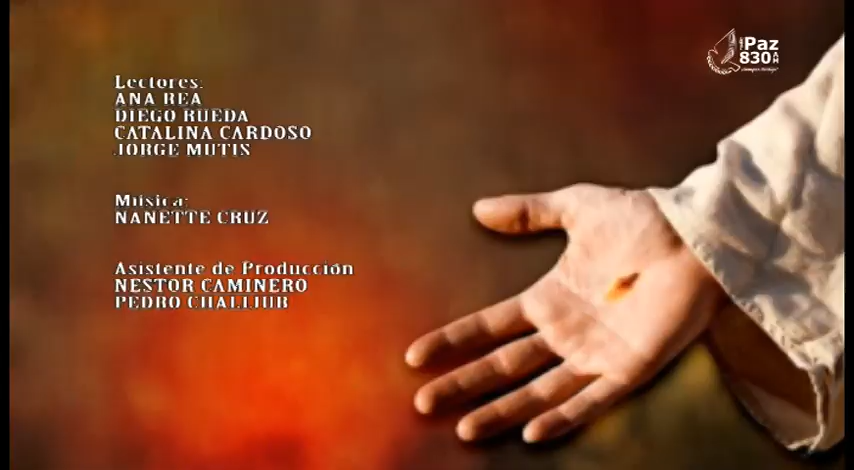 Lectores:
ANA REA
DIEGO RUEDA
CATALINA CARDOSO
JORGE MUTIS
Música:
NANETTE CRUZ
Asistente de Producción
NESTOR CAMINERO
PEDRO CHALJUB
Paz
830 AM